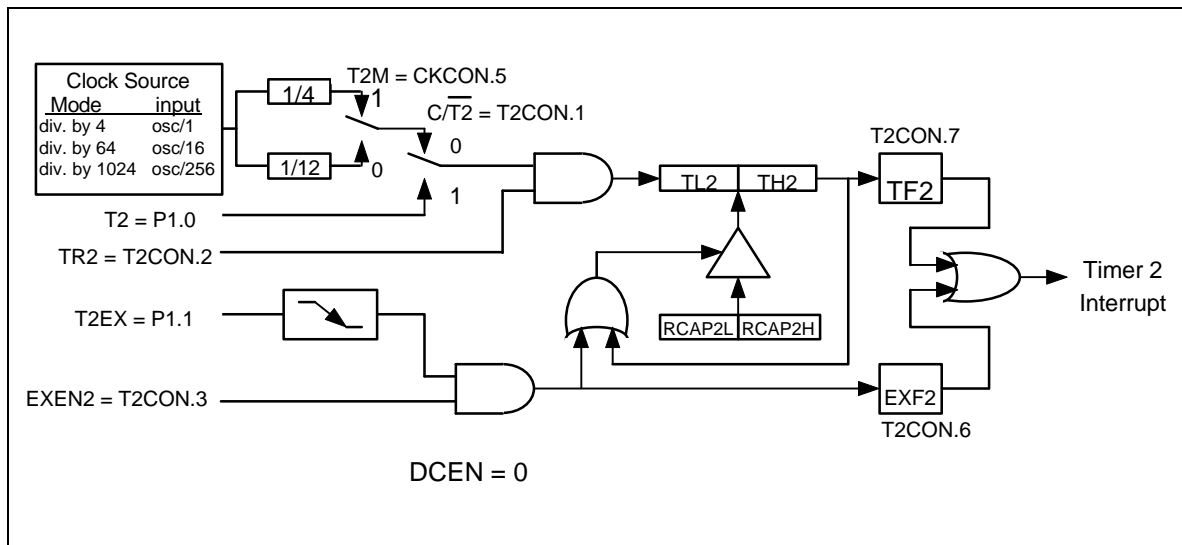 Clock Source
Mode input
div. by 4 osc/1
div. by 64 osc/16
div. by 1024 osc/256
1/4
1/12
T2M = CKCON.5
1
0
C/T2 = T2CON.1
0
1
T2 = P1.0
TR2 = T2CON.2
TL2 TH2
T2CON.7
TF2
Timer 2
Interrupt
T2EX = P1.1
RCAP2L RCAP2H
EXEN2 = T2CON.3
EXF2
T2CON.6
DCEN = 0